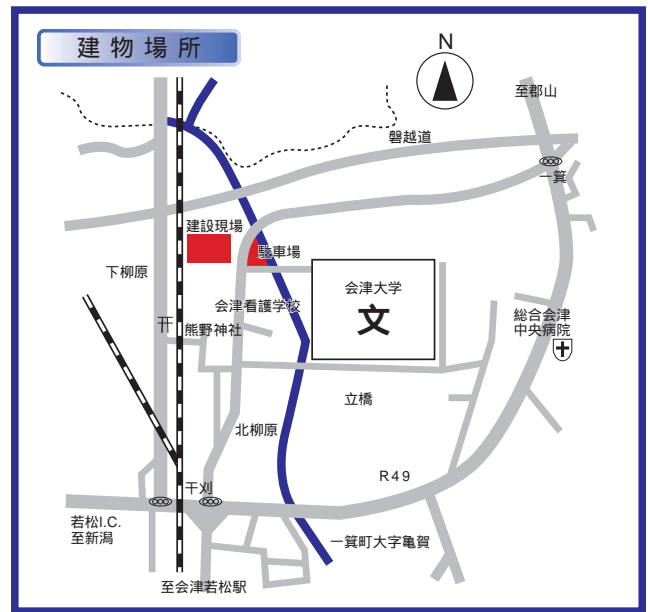 建物場所
N
至郡山
磐越道
一箕
建設現場
駐車場
下柳原
会津大学
文
会津看護学校
総合会津
中央病院
熊野神社
立橋
北柳原
R49
干刈
若松I.C.
至新潟
一箕町大字亀賀
至会津若松駅